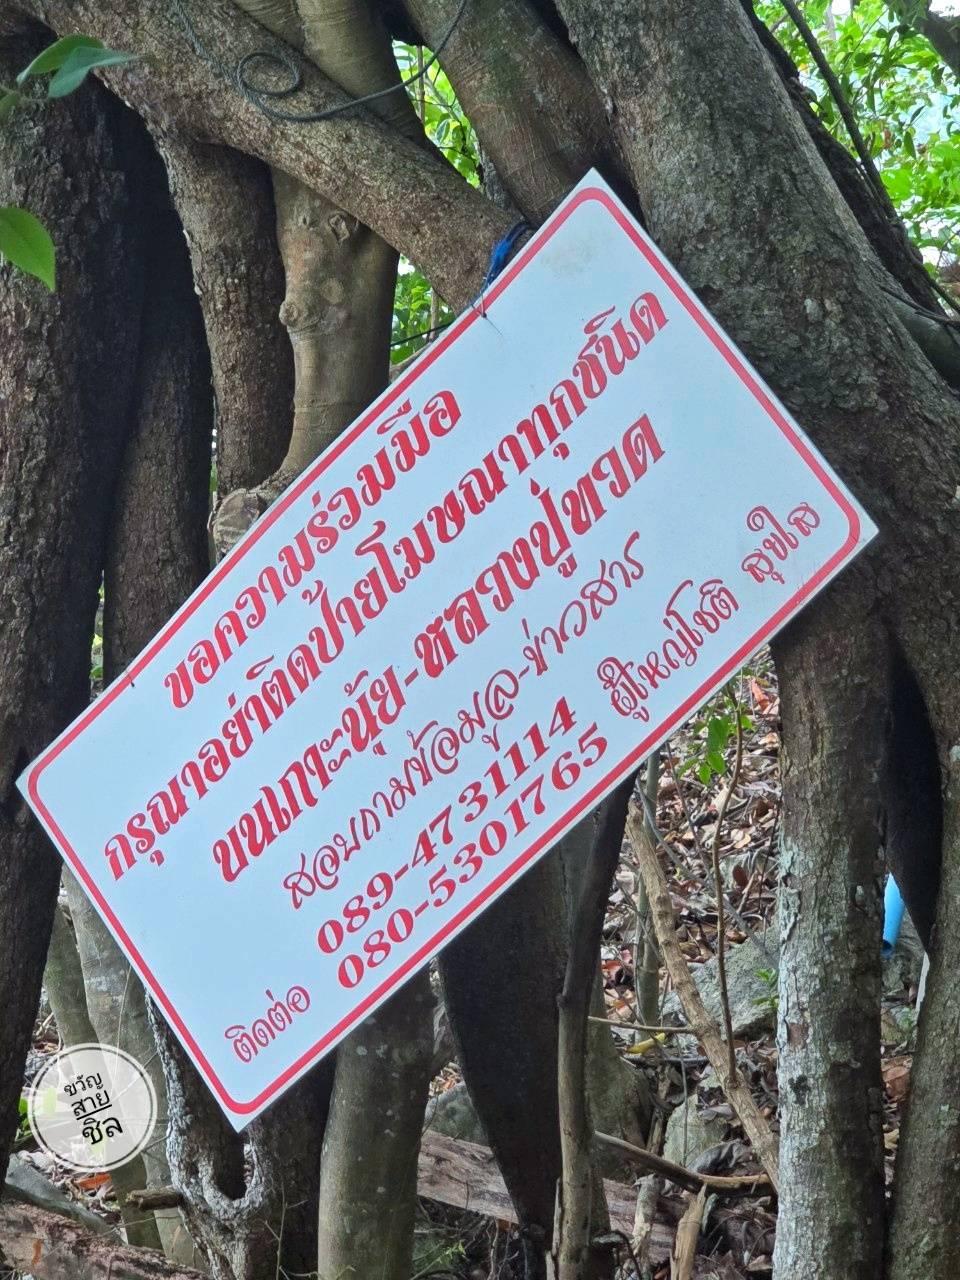 ขอความร่วมมือ
กรุณาอย่าติดป้ายโฆษณาทุกชนิด
บนเกาะนุ้ย-หลวงปู่ทวด
สอบถามข้อมูล-ข่าวสาร
089-4731114
ติดต่อ 080-5301765 ผู้ใหญ่โชติ สุขใส
ขวัญ
สาย
ชิล